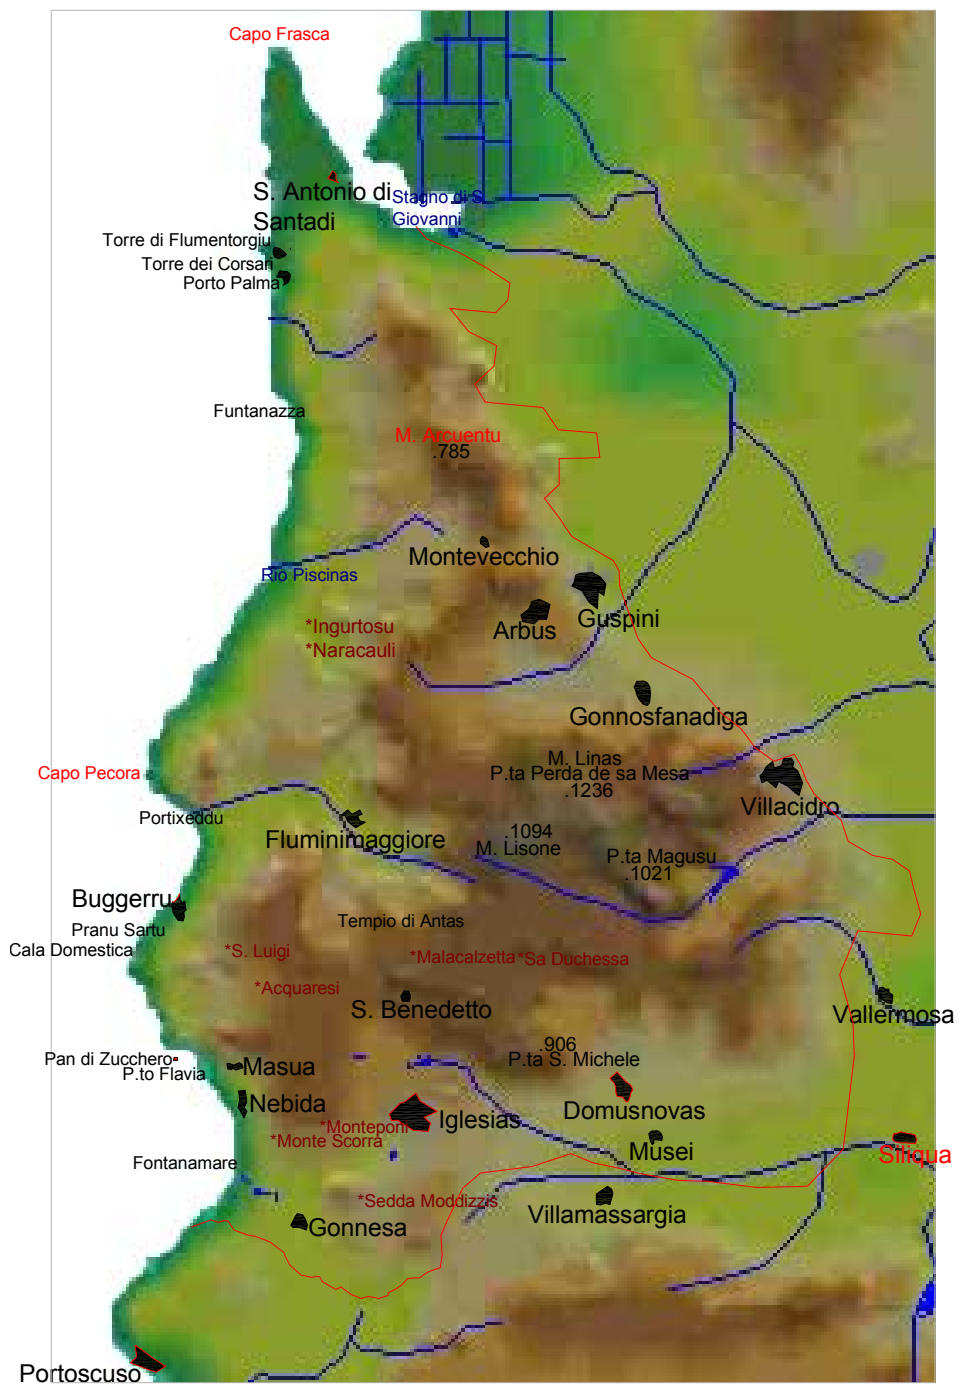 Capo Frasca
S. Antonio di
Santadi
Stagno di S.
Giovanni
Torre di Flumentorgiu
Torre dei Corsari
Porto Palma
Funtanazza
M. Arcuentu
.785
Montevecchio
Rio Piscinas
Guspini
Arbus
*Ingurtosu
*Naracauli
Gonnosfanadiga
M. Linas
P.ta Perda de sa Mesa
.1236
Capo Pecora
Villacidro
Portixeddu
Fluminimaggiore
.1094
M. Lisone
P.ta Magusu
.1021
Buggerru
Pranu Sartu
Cala Domestica
Tempio di Antas
*S. Luigi
*Malacalzetta
*Sa Duchessa
*Acquaresi
S. Benedetto
Vallermosa
.906
P.ta S. Michele
Pan di Zucchero
P.to Flavia
Masua
Nebida
Iglesias
Domusnovas
*Monteponi
*Monte Scorra
Musei
Siliqua
Fontanamare
*Sedda Moddizzis
Villamassargia
Gonnesa
Portoscuso